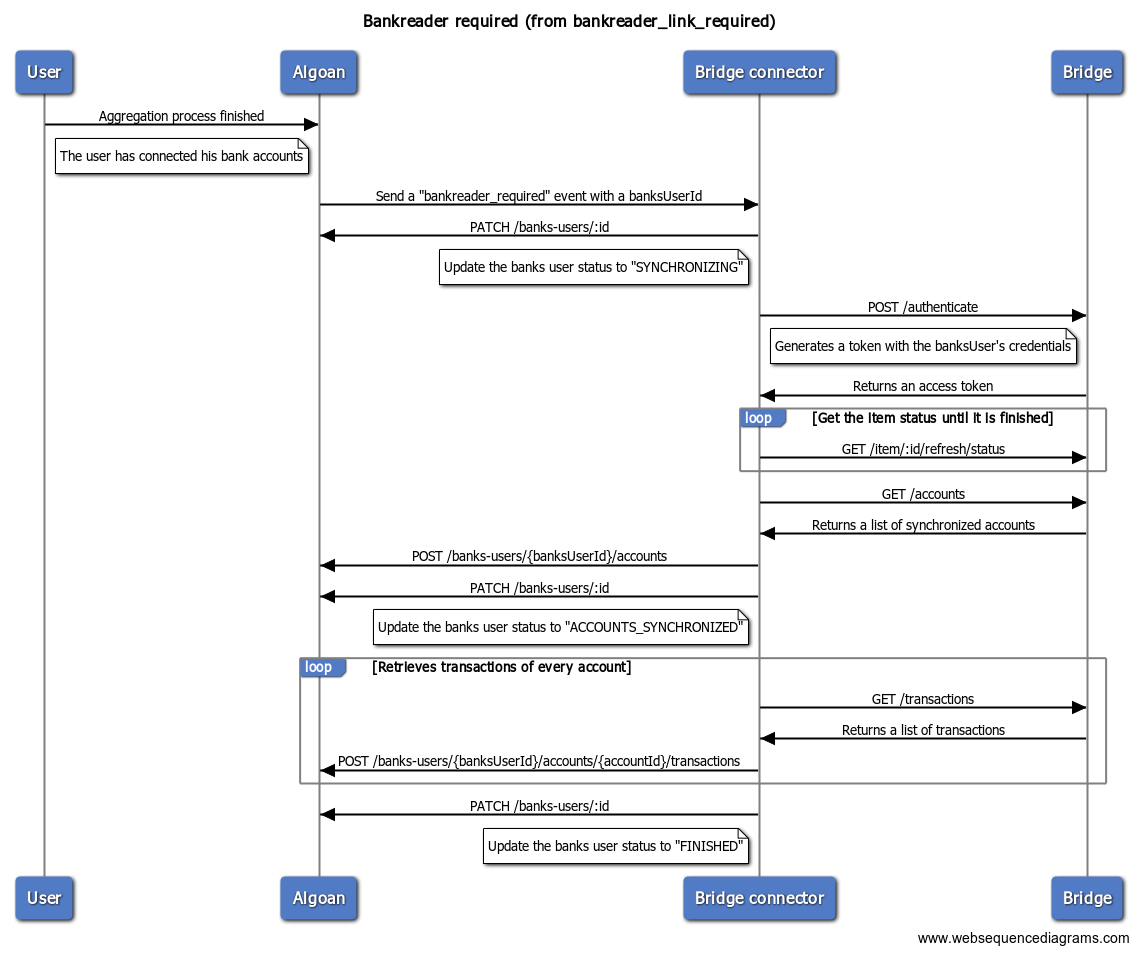 Bankreader required (from bankreader_link_required)
User
Algoan
Bridge connector
Bridge
Aggregation process finished
The user has connected his bank accounts
Send a "bankreader_required" event with a banksUserId
PATCH /banks-users/:id
Update the banks user status to "SYNCHRONIZING"
POST /authenticate
Generates a token with the banksUser's credentials
Returns an access token
loop
[Get the item status until it is finished]
GET /item/:id/refresh/status
GET /accounts
Returns a list of synchronized accounts
POST /banks-users/{banksUserId}/accounts
PATCH /banks-users/:id
Update the banks user status to "ACCOUNTS_SYNCHRONIZED"
loop
[Retrieves transactions of every account]
GET /transactions
Returns a list of transactions
POST /banks-users/{banksUserId}/accounts/{accountId}/transactions
PATCH /banks-users/:id
Update the banks user status to "FINISHED"
User
Algoan
Bridge connector
Bridge
www.websequencediagrams.com